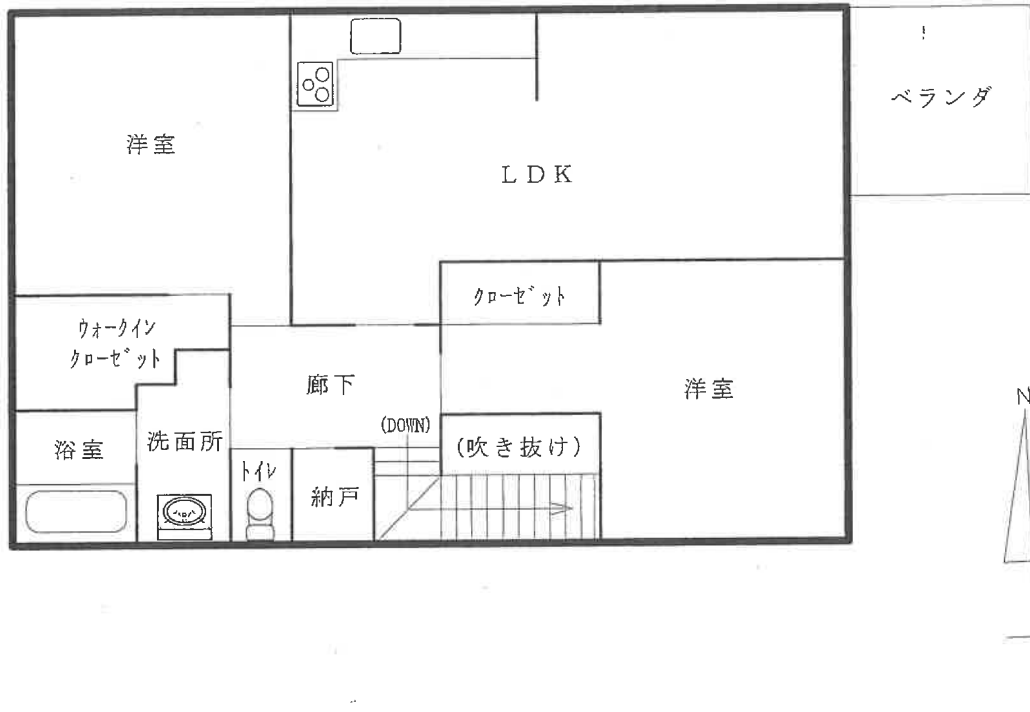 洋室
LDK
ベランダ
ウォークイン
クローゼット
クローゼット
廊下
洋室
(DOWN)
(吹き抜け)
浴室
洗面所
トイレ
納戸
N